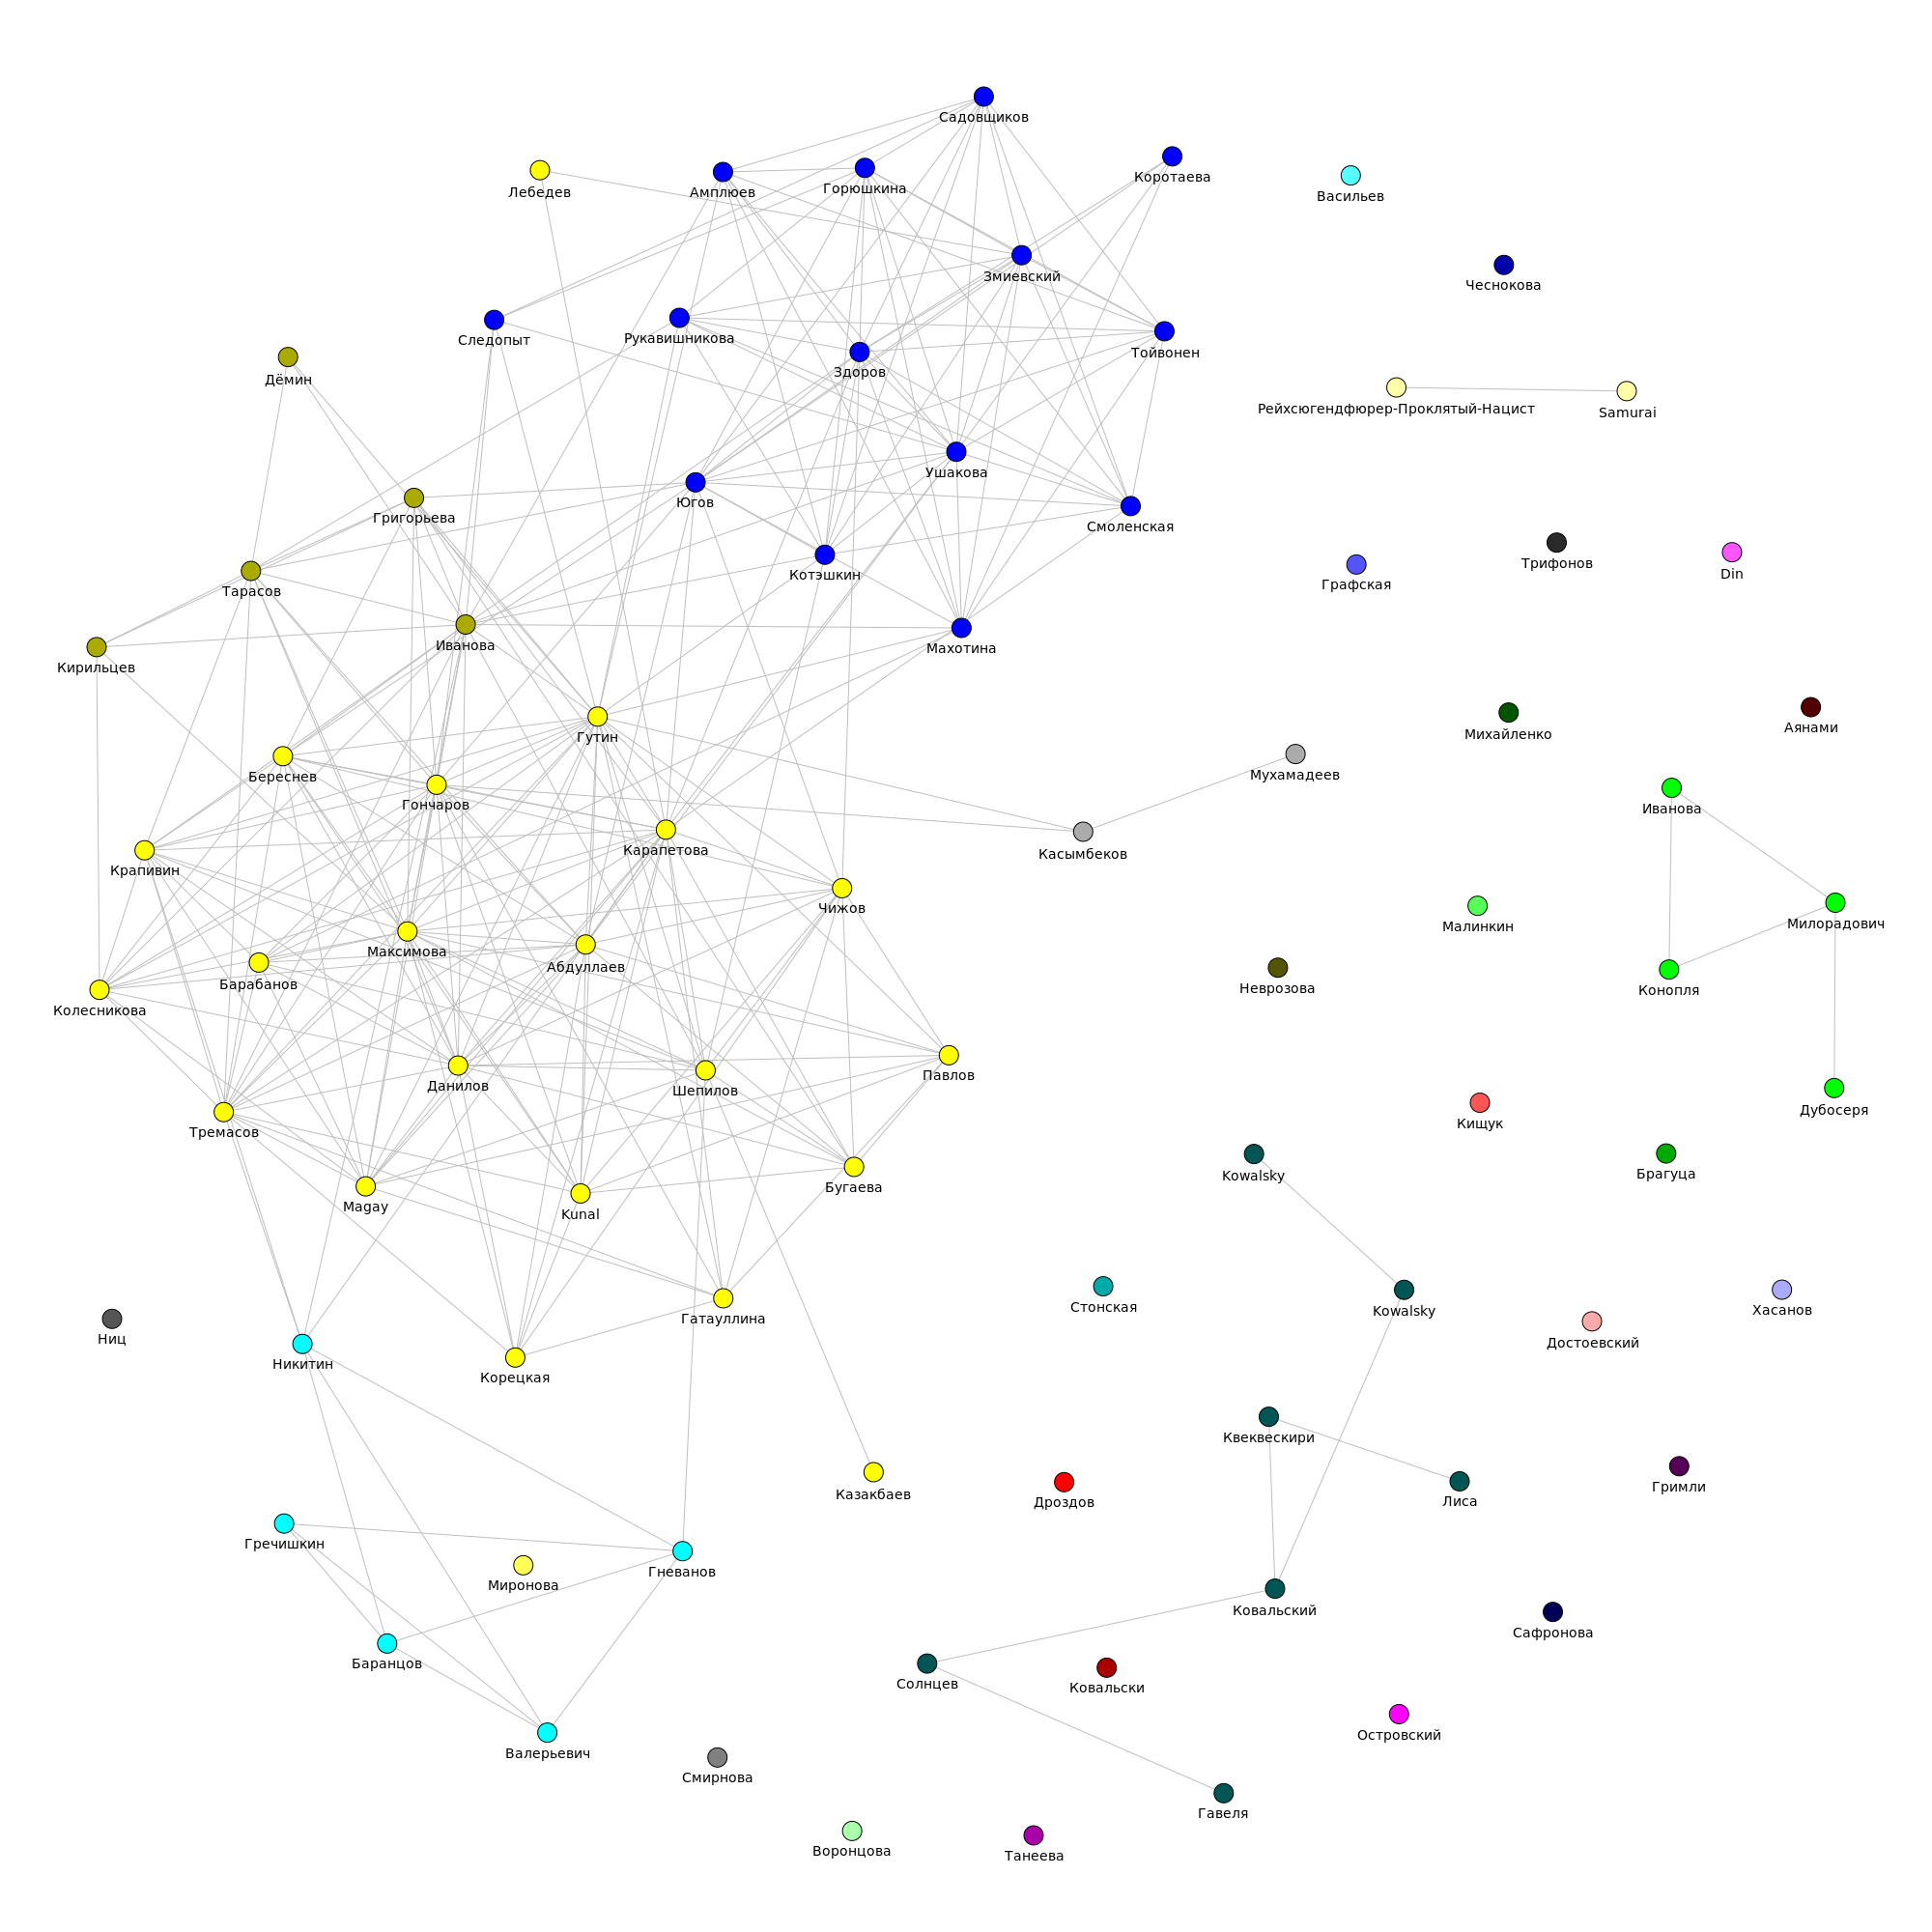 Садовщиков
Коротаева
Амплюев
Горюшкина
Лебедев
Васильев
Змиевский
Чеснокова
Следопыт
Рукавишникова
Тойвонен
Здоров
Дёмин
Рейхсюгендфюрер-Проклятый-Нацист
Samurai
Ушакова
Югов
Григорьева
Смоленская
Трифонов
Din
Котэшкин
Графская
Тарасов
Иванова
Махотина
Кирильцев
Аянами
Михайленко
Гутин
Мухамадеев
Береснев
Гончаров
Иванова
Карапетова
Касымбеков
Крапивин
Чижов
Милорадович
Малинкин
Максимова
Абдуллаев
Барабанов
Неврозова
Конопля
Колесникова
Павлов
Данилов
Шепилов
Дубосеря
Кищук
Тремасов
Kowalsky
Брагуца
Бугаева
Magay
Kunal
Стонская
Kowalsky
Хасанов
Гатауллина
Ниц
Достоевский
Никитин
Корецкая
Квеквескири
Гримли
Казакбаев
Дроздов
Лиса
Гречишкин
Гневанов
Миронова
Ковальский
Сафронова
Баранцов
Солнцев
Ковальски
Островский
Валерьевич
Смирнова
Гавеля
Воронцова
Танеева